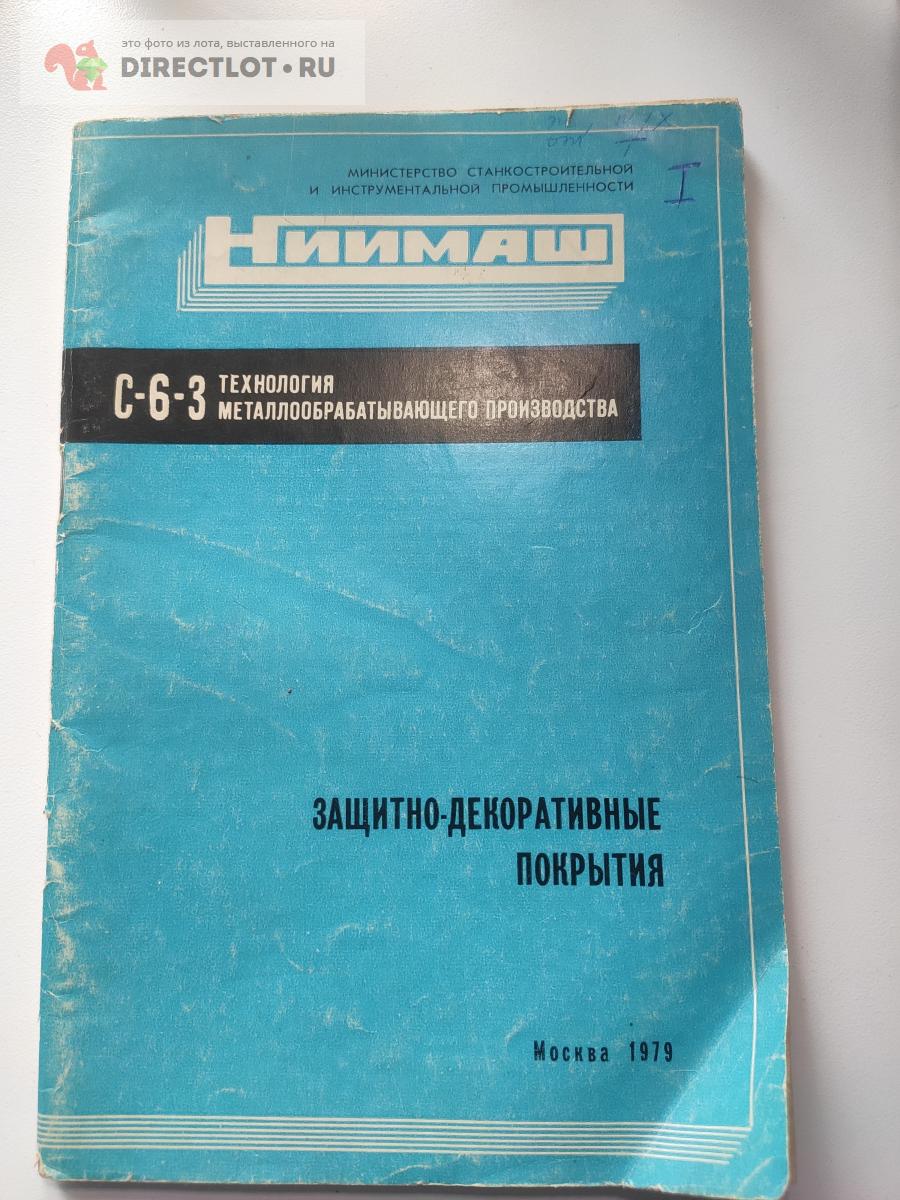 это фото из лота, выставленного на
DIRECTLOT.RU
МИНИСТЕРСТВО СТАНКОСТРОИТЕЛЬНОЙ
И ИНСТРУМЕНТАЛЬНОЙ ПРОМЫШЛЕННОСТИ
I
НИИМАШ
С-6-3 ТЕХНОЛОГИЯ
МЕТАЛЛООБРАБАТЫВАЮЩЕГО ПРОИЗВОДСТВА
ЗАЩИТНО-ДЕКОРАТИВНЫЕ
ПОКРЫТИЯ
Москва 1979